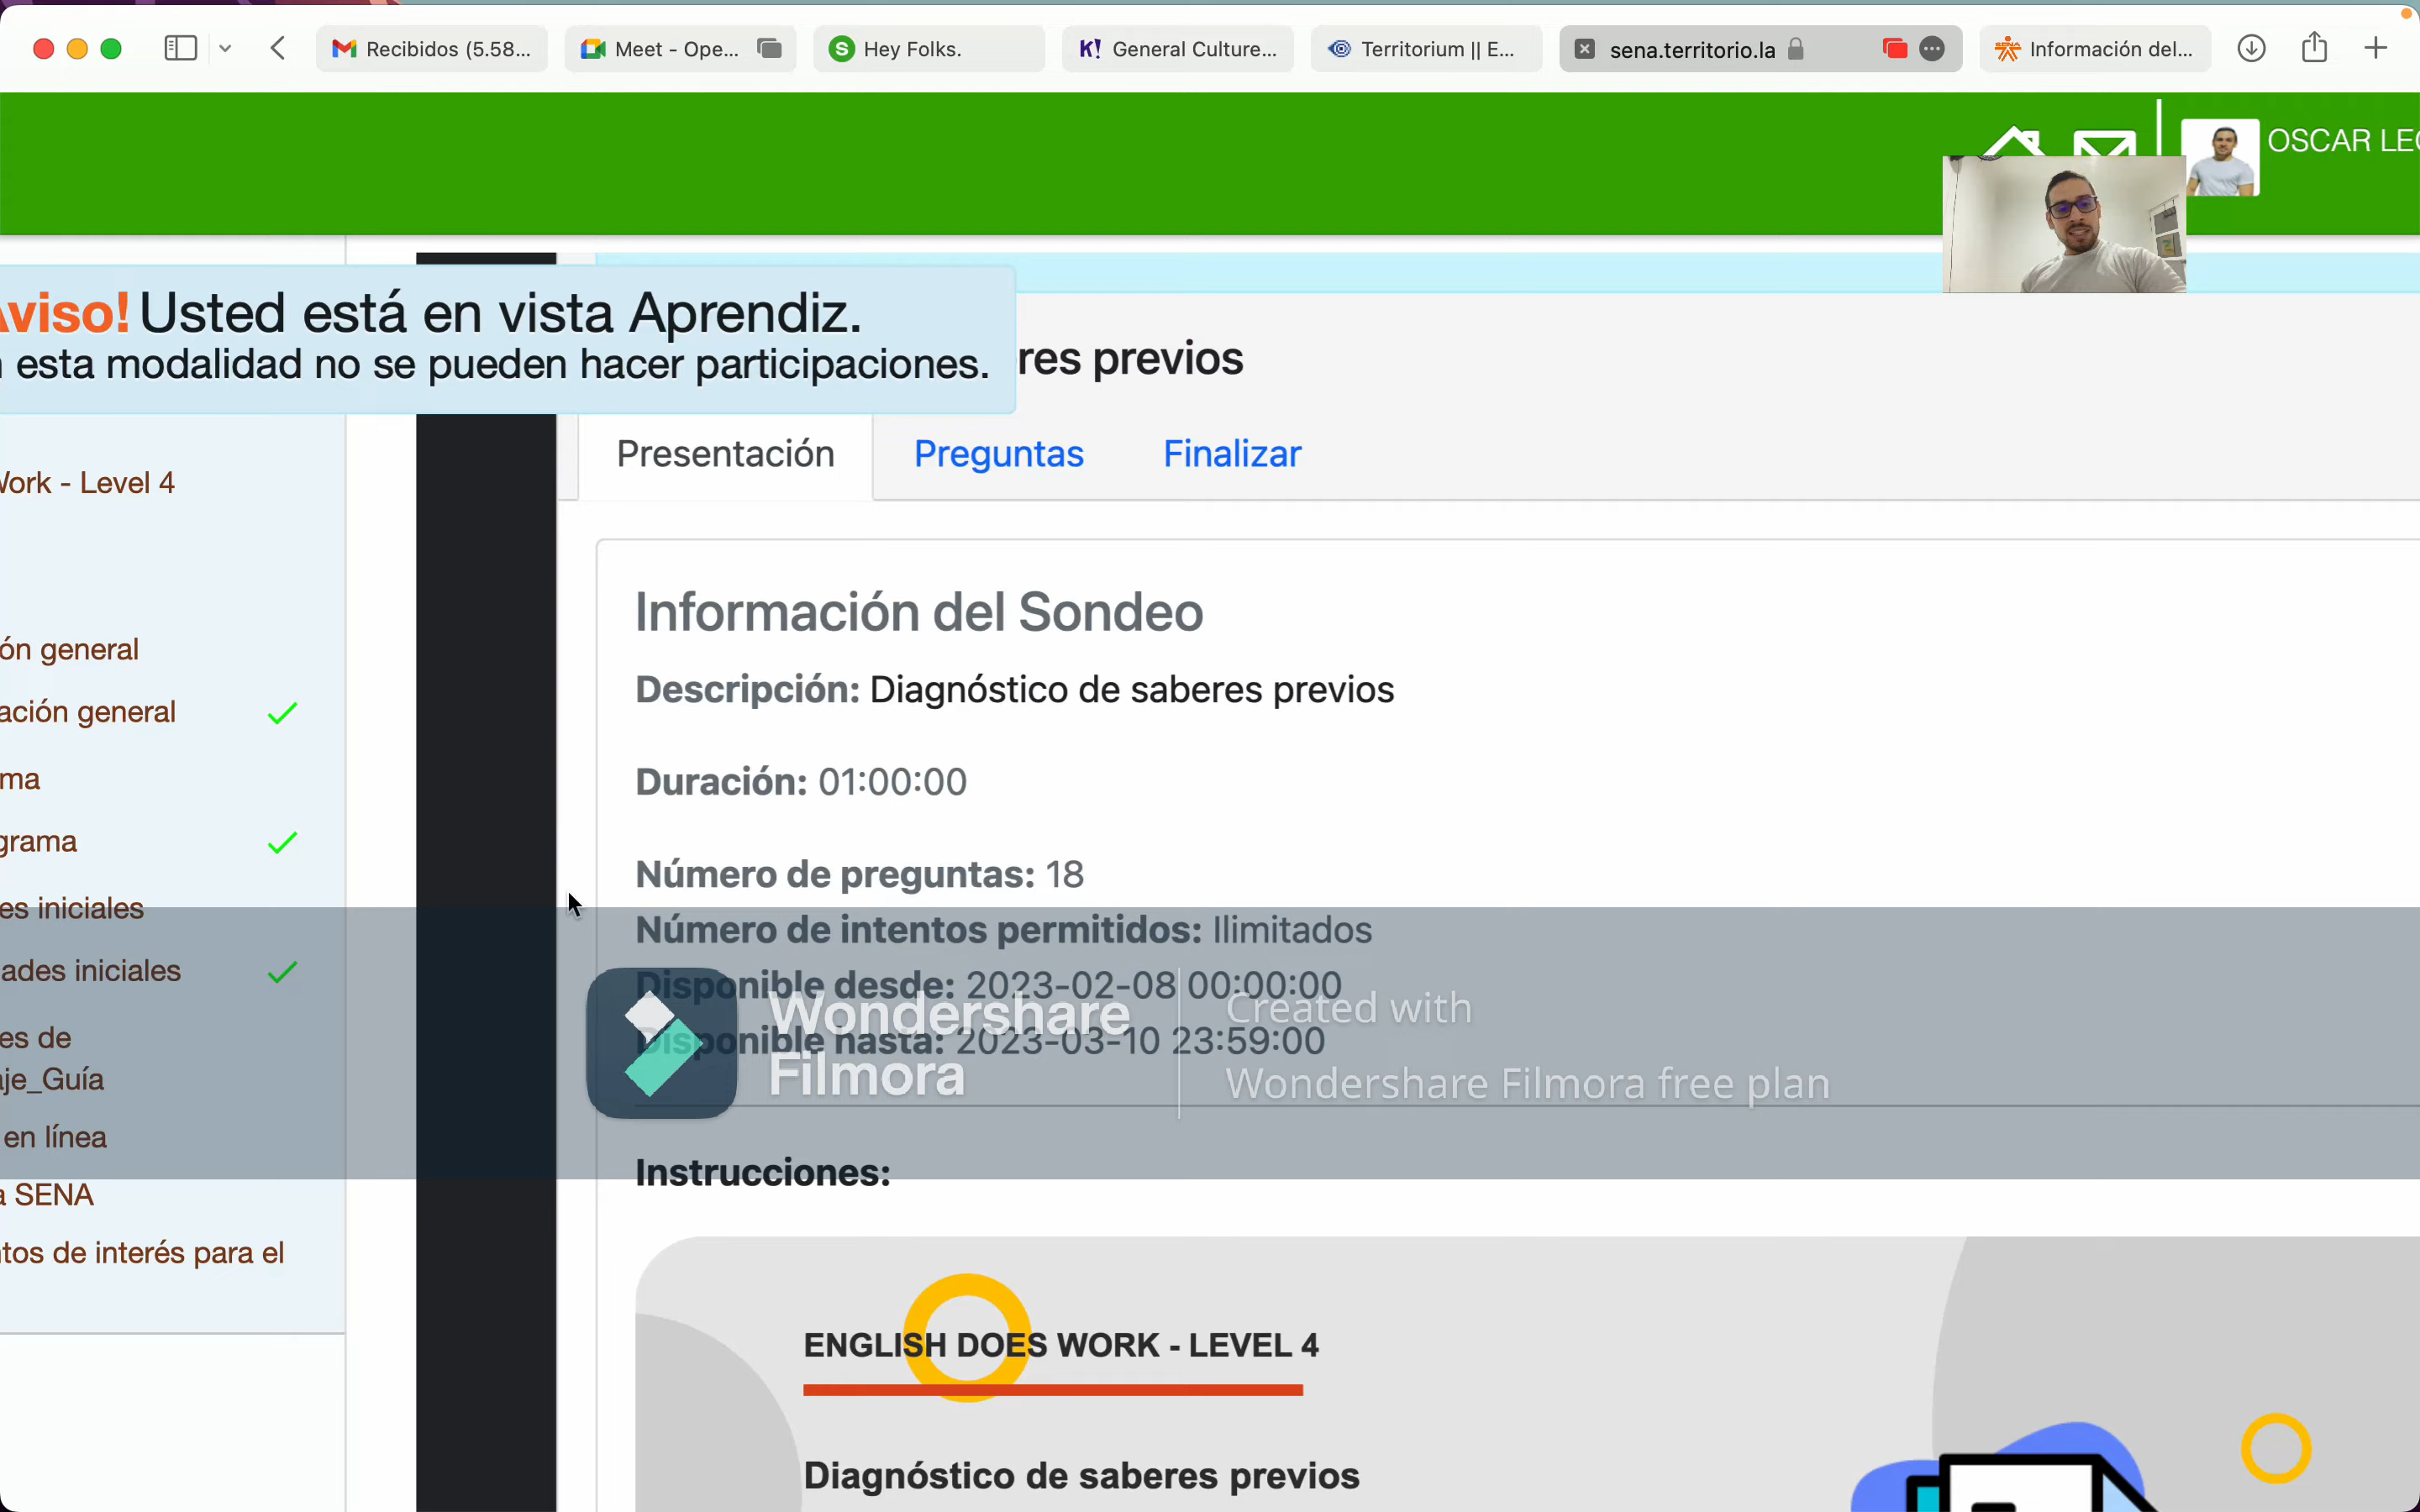 Recibidos (5.58...
Meet - Ope...
Hey Folks.
K! General Culture...
Territorium || E...
sena.territorio.la
Información del...
OSCAR LEO
Aviso! Usted está en vista Aprendiz.
esta modalidad no se pueden hacer participaciones.
res previos
Presentación
Preguntas
Finalizar
Work - Level 4
Información del Sondeo
ón general
Descripción: Diagnóstico de saberes previos
ación general
Duración: 01:00:00
ma
grama
Número de preguntas: 18
es iniciales
Número de intentos permitidos: Ilimitados
ades iniciales
Disponible desde: 2023-02-08 00:00:00
Disponible hasta: 2023-03-10 23:59:00
Wondershare
Filmora
Created with
Wondershare Filmora free plan
es de
aje_Guía
en línea
Instrucciones:
a SENA
tos de interés para el
ENGLISH DOES WORK - LEVEL 4
Diagnóstico de saberes previos